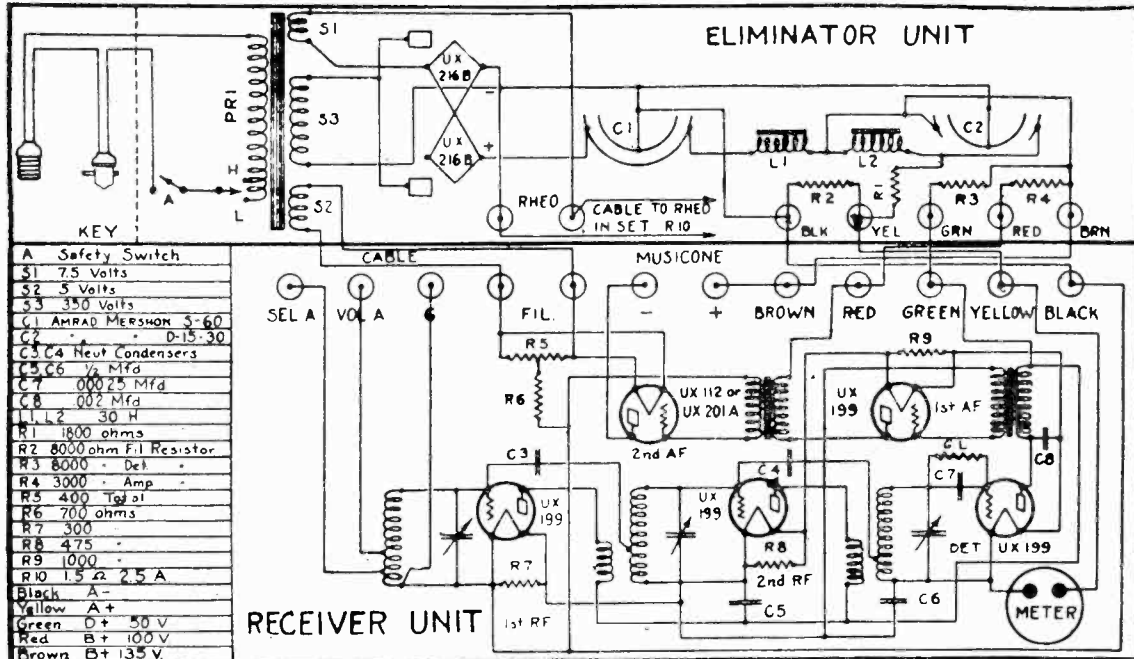 ELIMINATOR UNIT
S1
UX
216B
PRI
S3
-
C1
C2
UX
216B
+
L1
L2
H
A
L
S2
R1
R2
R3
R4
RHEO
CABLE TO RHEO
IN SET R10
BLK
YEL
GRN
RED
BRN
KEY
A Safety Switch
S1 7.5 Volts
S2 5 Volts
S3 350 Volts
C1 AMRAD MERSHON S-60
C2 " " D-15-30
C3 C4 Neut Condensers
C5 C6 1/2 Mfd
C7 .00025 Mfd
C8 .002 Mfd
L1, L2 30 H
R1 1800 ohms
R2 8000 ohm Fil Resistor
R3 8000 " Det. "
R4 3000 " Amp "
R5 400 Total
R6 700 ohms
R7 300
R8 475 "
R9 1000 "
R10 1.5 Ω 2.5 A
Black A-
Yellow A+
Green D+ 50 V
Red B+ 100 V
Brown B+ 135 V.
CABLE
MUSICONE
SEL A
VOL A
G
FIL.
-
+
BROWN
RED
GREEN
YELLOW
BLACK
R5
R9
R6
UX 112 or
UX 201A
UX
199
1st AF
2nd AF
C3
C4
GL
C7
C8
UX
199
UX
199
R7
R8
DET
UX 199
2nd RF
C5
C6
METER
RECEIVER UNIT
1st RF